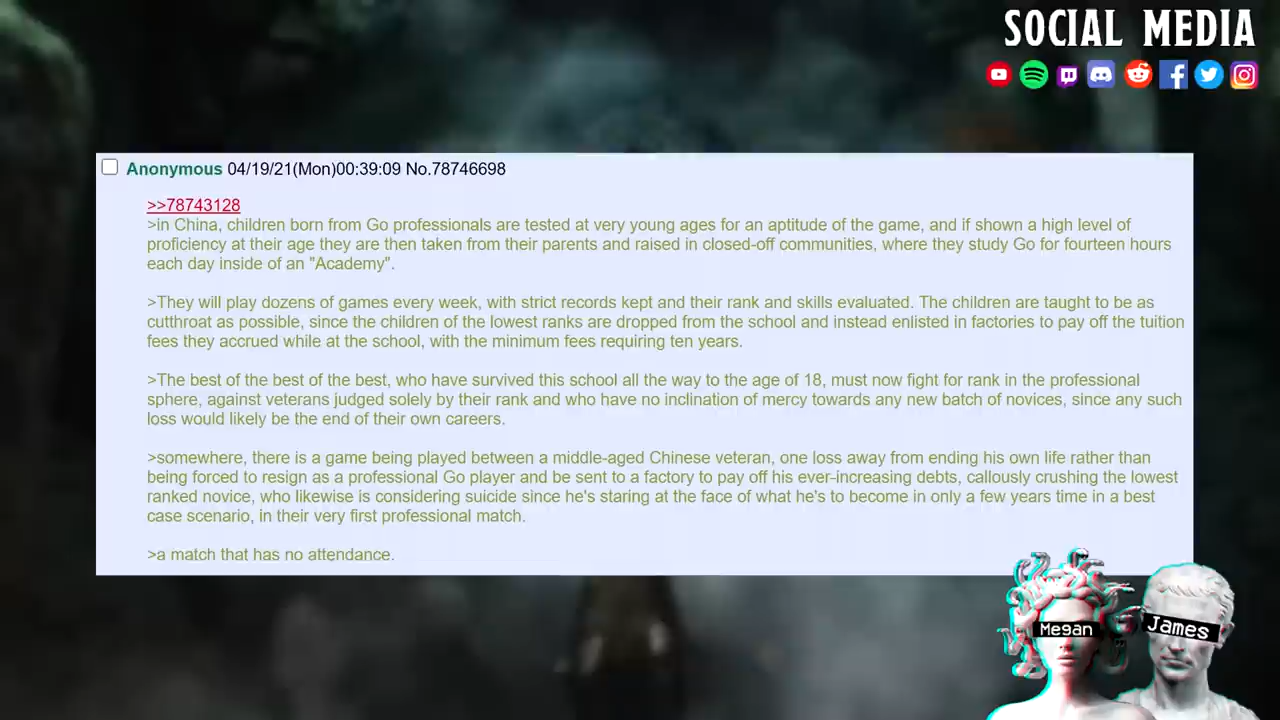 SOCIAL MEDIA
Anonymous 04/19/21(Mon)00:39:09 No.78746698
>>78743128
>in China, children born from Go professionals are tested at very young ages for an aptitude of the game, and if shown a high level of
proficiency at their age they are then taken from their parents and raised in closed-off communities, where they study Go for fourteen hours
each day inside of an "Academy".
>They will play dozens of games every week, with strict records kept and their rank and skills evaluated. The children are taught to be as
cutthroat as possible, since the children of the lowest ranks are dropped from the school and instead enlisted in factories to pay off the tuition
fees they accrued while at the school, with the minimum fees requiring ten years.
>The best of the best of the best, who have survived this school all the way to the age of 18, must now fight for rank in the professional
sphere, against veterans judged solely by their rank and who have no inclination of mercy towards any new batch of novices, since any such
loss would likely be the end of their own careers.
>somewhere, there is a game being played between a middle-aged Chinese veteran, one loss away from ending his own life rather than
being forced to resign as a professional Go player and be sent to a factory to pay off his ever-increasing debts, callously crushing the lowest
ranked novice, who likewise is considering suicide since he's staring at the face of what he's to become in only a few years time in a best
case scenario, in their very first professional match.
>a match that has no attendance.
Megan
James